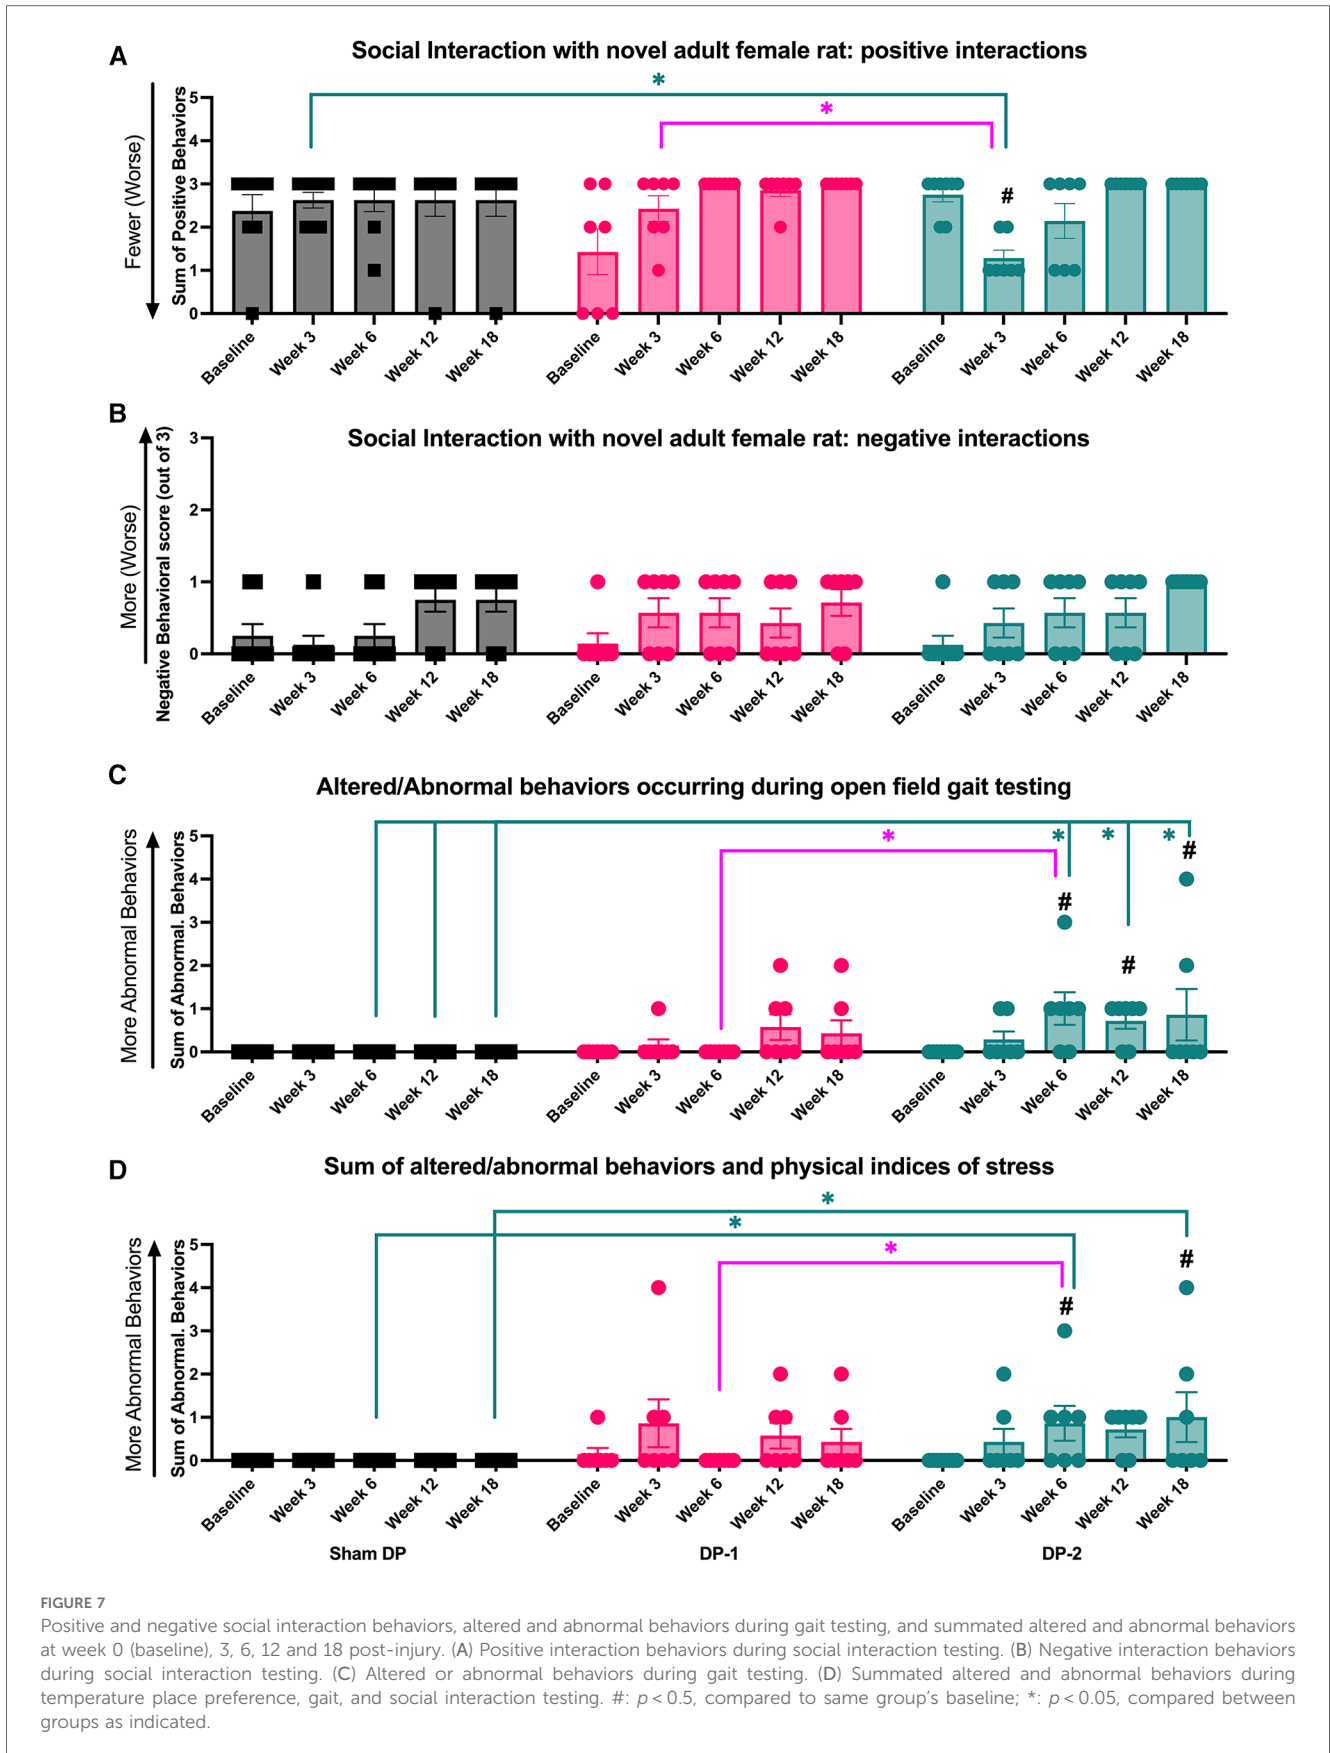 A
Social Interaction with novel adult female rat: positive interactions
Fewer (Worse)
Sum of Positive Behaviors
5
4
3
2
1
0
*
*
#
Baseline
Week 3
Week 6
Week 12
Week 18
Baseline
Week 3
Week 6
Week 12
Week 18
Baseline
Week 3
Week 6
Week 12
Week 18
B
Social Interaction with novel adult female rat: negative interactions
More (Worse)
Negative Behavioral score (out of 3)
3
2
1
0
Baseline
Week 3
Week 6
Week 12
Week 18
Baseline
Week 3
Week 6
Week 12
Week 18
Baseline
Week 3
Week 6
Week 12
Week 18
C
Altered/Abnormal behaviors occurring during open field gait testing
More Abnormal Behaviors
Sum of Abnormal. Behaviors
5
4
3
2
1
0
*
*
*
*
#
#
#
Baseline
Week 3
Week 6
Week 12
Week 18
Baseline
Week 3
Week 6
Week 12
Week 18
Baseline
Week 3
Week 6
Week 12
Week 18
D
Sum of altered/abnormal behaviors and physical indices of stress
More Abnormal Behaviors
Sum of Abnormal. Behaviors
5
4
3
2
1
0
*
*
*
#
#
Baseline
Week 3
Week 6
Week 12
Week 18
Baseline
Week 3
Week 6
Week 12
Week 18
Baseline
Week 3
Week 6
Week 12
Week 18
Sham DP
DP-1
DP-2
FIGURE 7
Positive and negative social interaction behaviors, altered and abnormal behaviors during gait testing, and summated altered and abnormal behaviors
at week 0 (baseline), 3, 6, 12 and 18 post-injury. (A) Positive interaction behaviors during social interaction testing. (B) Negative interaction behaviors
during social interaction testing. (C) Altered or abnormal behaviors during gait testing. (D) Summated altered and abnormal behaviors during
temperature place preference, gait, and social interaction testing. #: p < 0.5, compared to same group's baseline; *: p < 0.05, compared between
groups as indicated.